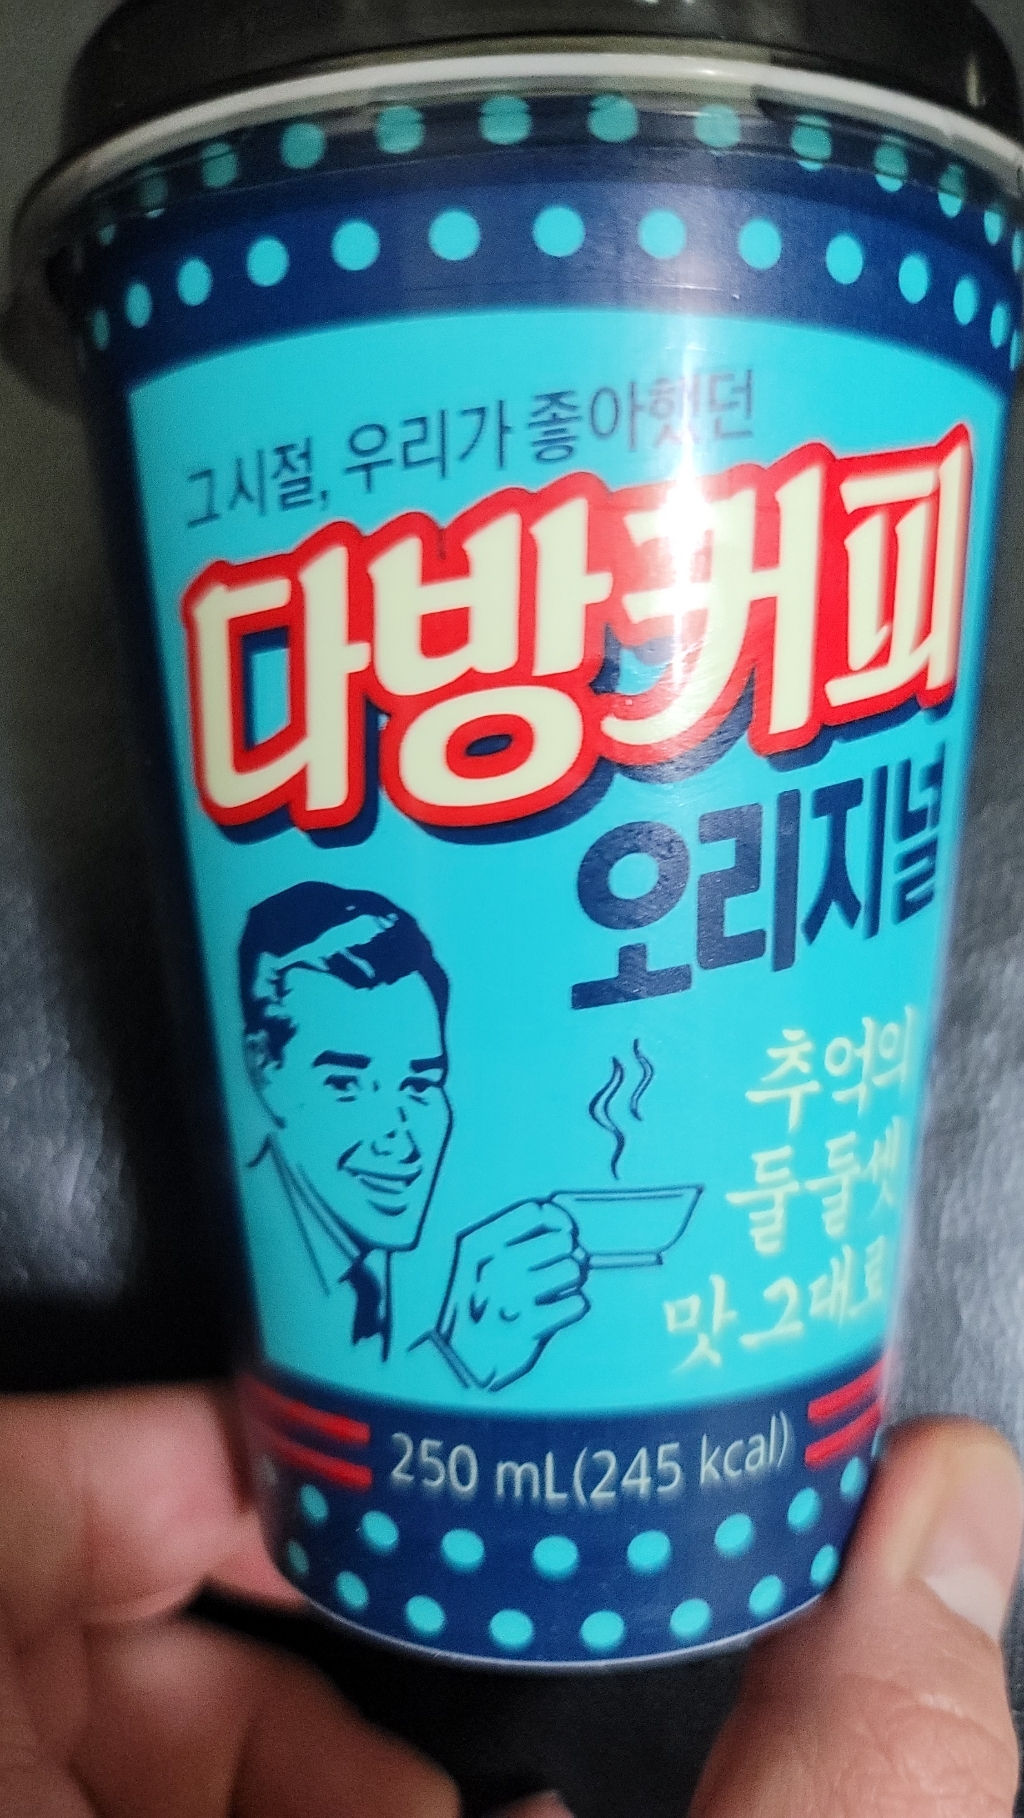 그시절, 우리가 좋아했던
다방커피
오리지널
추억의
둘둘셋
맛 그대로
250 mL(245 kcal)